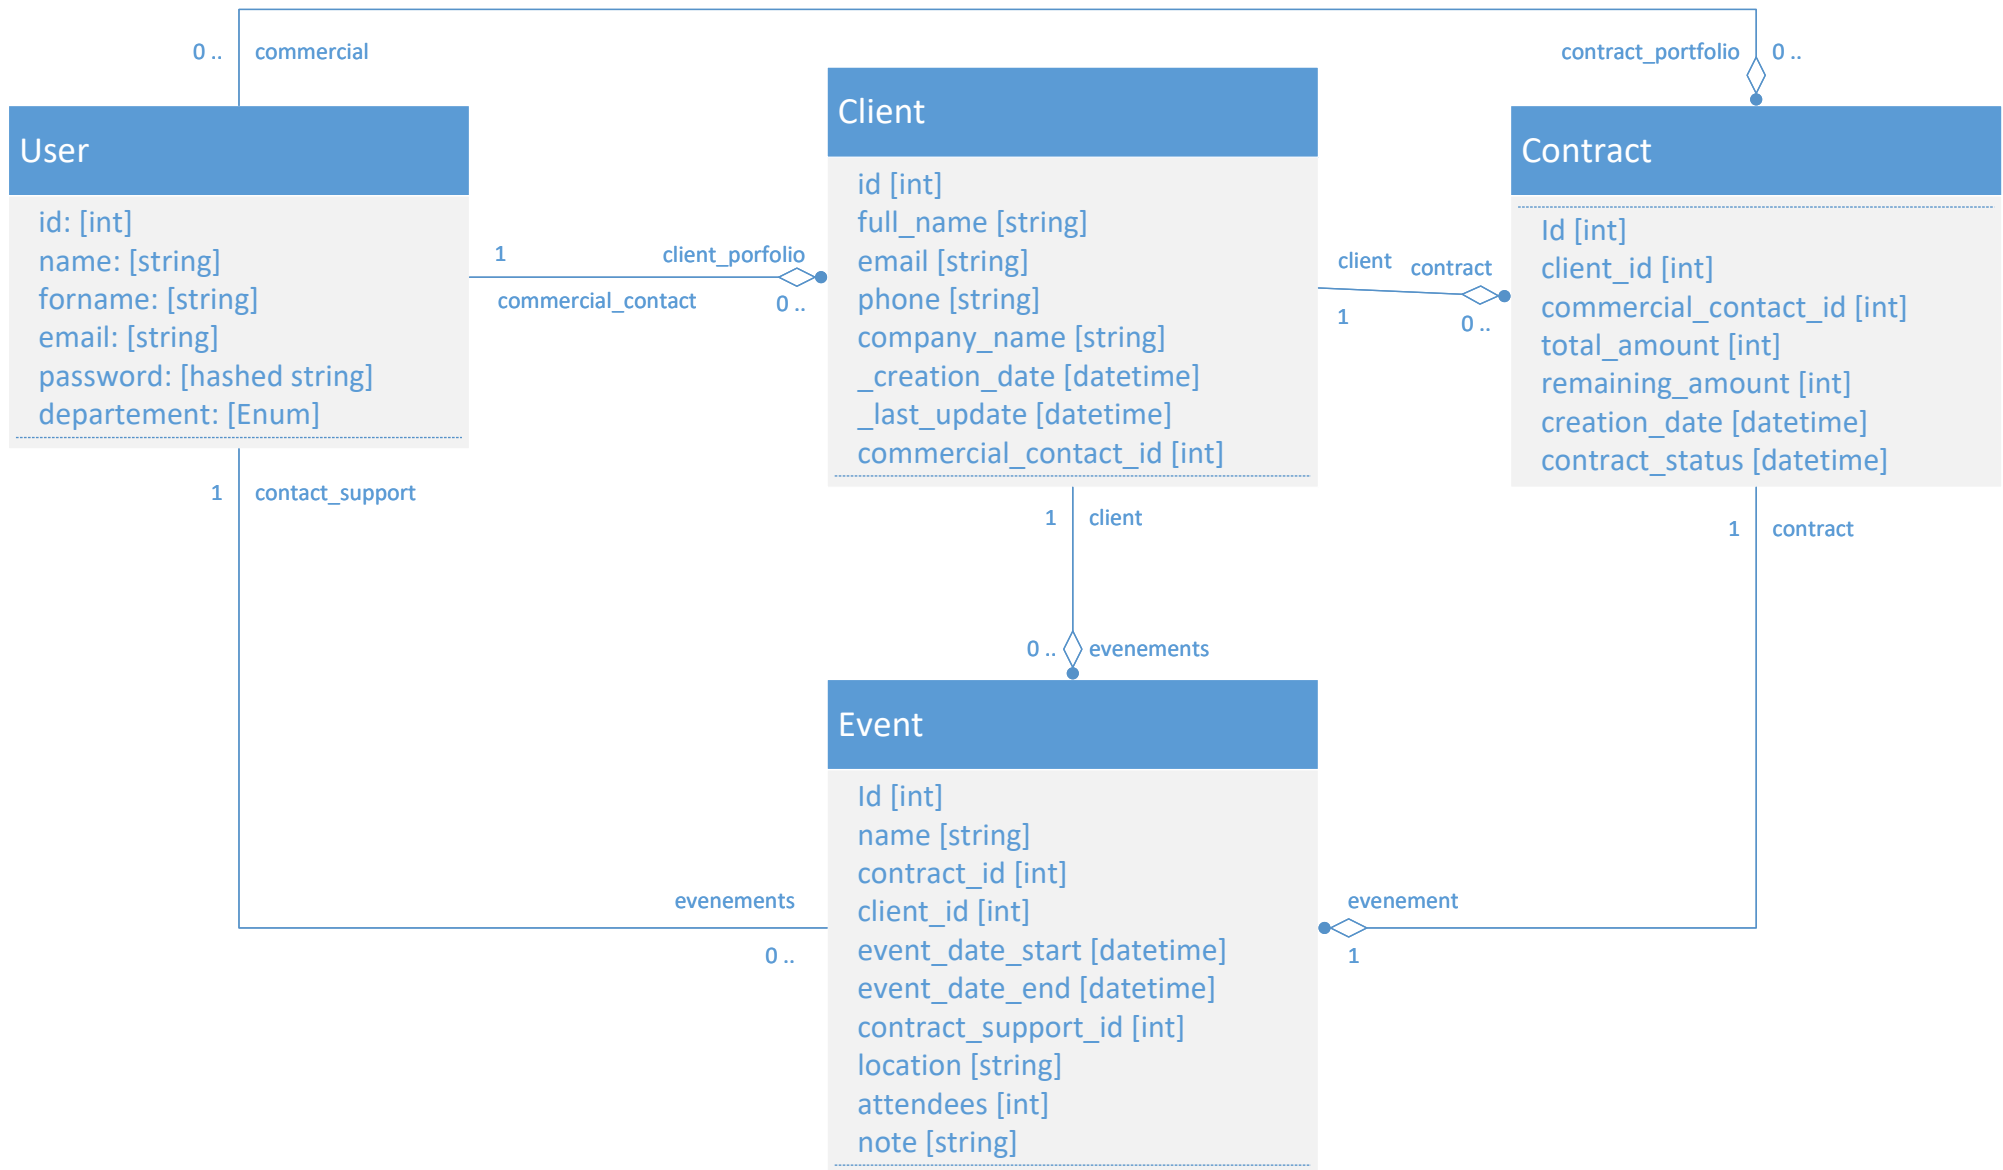 0 ..
commercial
contract_portfolio
0 ..
User
id: [int]
name: [string]
forname: [string]
email: [string]
password: [hashed string]
departement: [Enum]
1
client_porfolio
commercial_contact
0 ..
Client
id [int]
full_name [string]
email [string]
phone [string]
company_name [string]
_creation_date [datetime]
_last_update [datetime]
commercial_contact_id [int]
client
contract
1
0 ..
Contract
Id [int]
client_id [int]
commercial_contact_id [int]
total_amount [int]
remaining_amount [int]
creation_date [datetime]
contract_status [datetime]
1
contact_support
1
client
1
contract
0 ..
evenements
Event
Id [int]
name [string]
contract_id [int]
client_id [int]
event_date_start [datetime]
event_date_end [datetime]
contract_support_id [int]
location [string]
attendees [int]
note [string]
evenements
0 ..
evenement
1